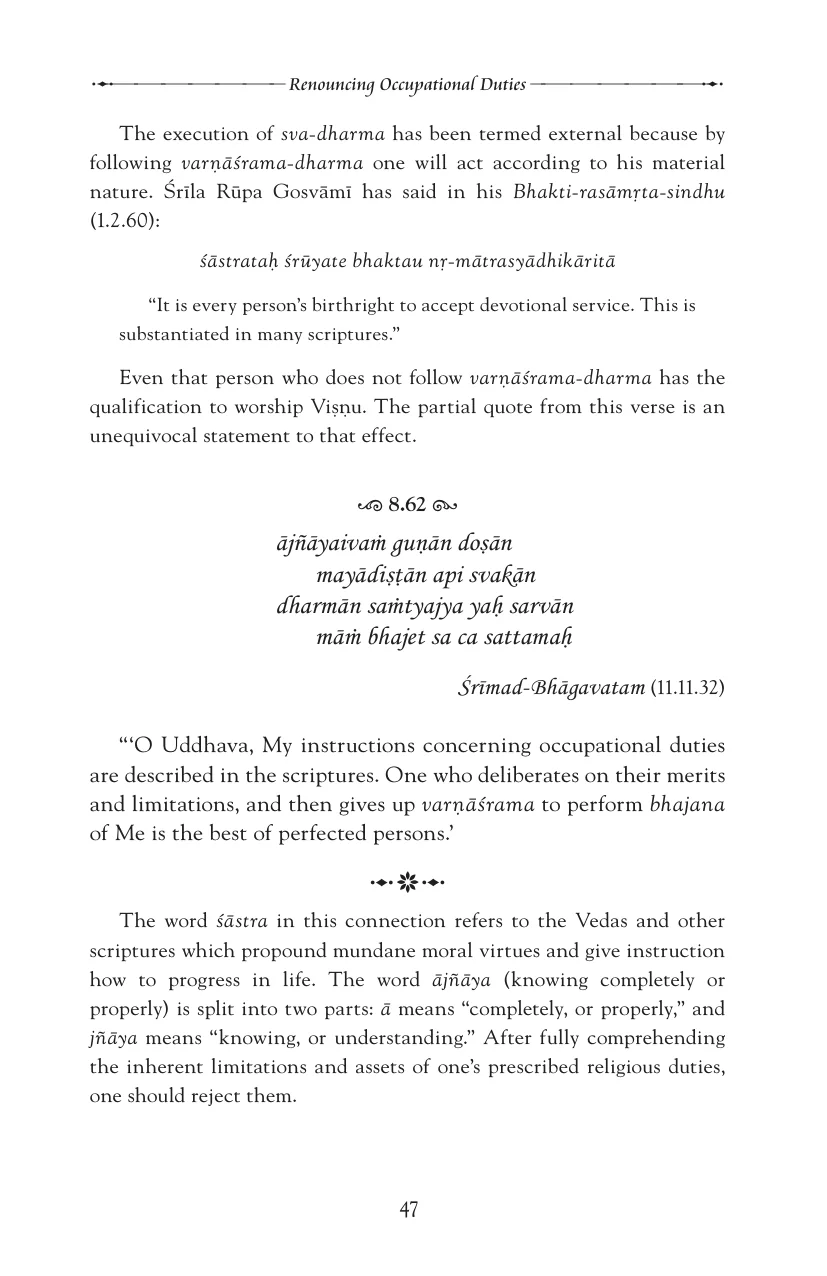 Renouncing Occupational Duties
The execution of sva-dharma has been termed external because by
following varṇāśrama-dharma one will act according to his material
nature. Śrīla Rūpa Gosvāmī has said in his Bhakti-rasāmṛta-sindhu
(1.2.60):
śāstrataḥ śrūyate bhaktau nṛ-mātrasyādhikāritā
“It is every person’s birthright to accept devotional service. This is
substantiated in many scriptures.”
Even that person who does not follow varṇāśrama-dharma has the
qualification to worship Viṣṇu. The partial quote from this verse is an
unequivocal statement to that effect.
8.62
ājñāyaivaṁ guṇān doṣān
mayādiṣṭān api svakān
dharmān saṁtyajya yaḥ sarvān
māṁ bhajet sa ca sattamaḥ
Śrīmad-Bhāgavatam (11.11.32)
“‘O Uddhava, My instructions concerning occupational duties
are described in the scriptures. One who deliberates on their merits
and limitations, and then gives up varṇāśrama to perform bhajana
of Me is the best of perfected persons.’
The word śāstra in this connection refers to the Vedas and other
scriptures which propound mundane moral virtues and give instruction
how to progress in life. The word ājñāya (knowing completely or
properly) is split into two parts: ā means “completely, or properly,” and
jñāya means “knowing, or understanding.” After fully comprehending
the inherent limitations and assets of one’s prescribed religious duties,
one should reject them.
47